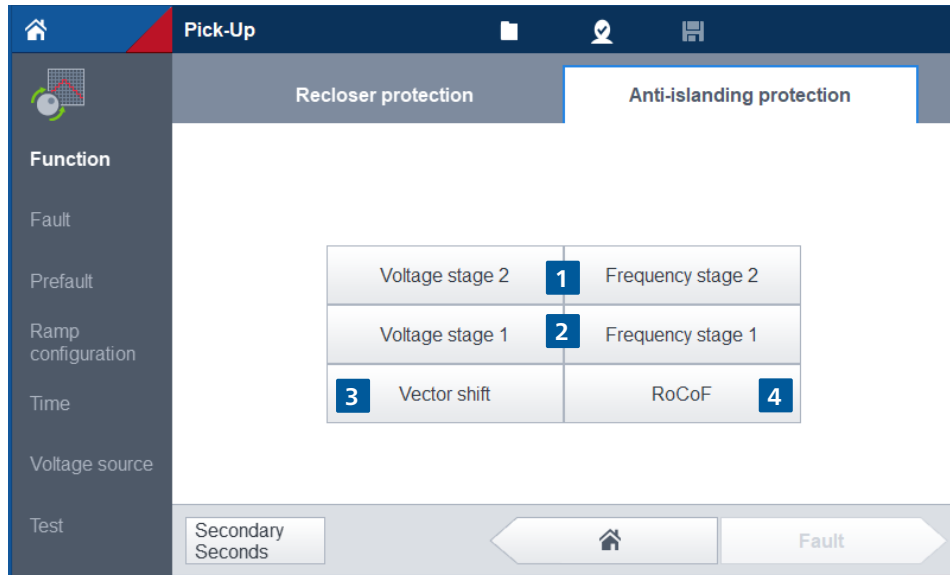 Pick-Up
Recloser protection
Anti-islanding protection
Function
Fault
Prefault
Ramp
configuration
Time
Voltage source
Test
Voltage stage 2
1
Frequency stage 2
Voltage stage 1
2
Frequency stage 1
3
Vector shift
RoCoF
4
Secondary
Seconds
Fault